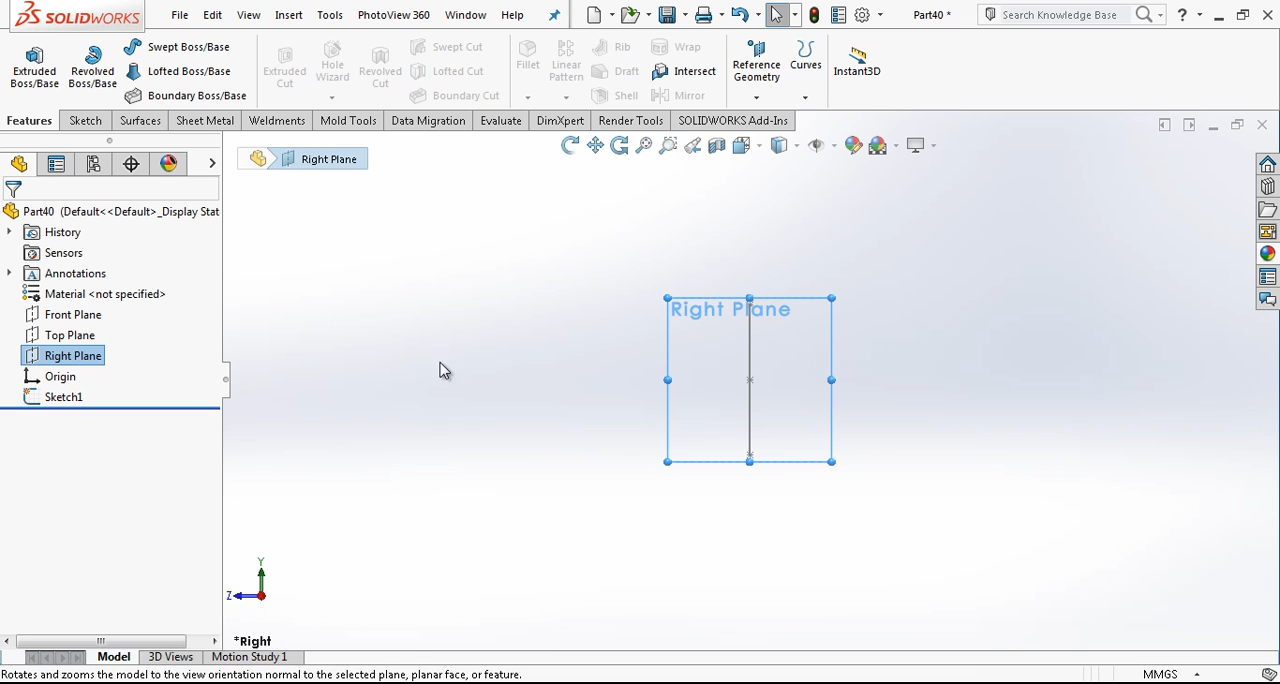 SOLIDWORKS File Edit View Insert Tools PhotoView 360 Window Help Part40 * Search Knowledge Base ?
Extruded Boss/Base
Revolved Boss/Base
Swept Boss/Base
Lofted Boss/Base
Boundary Boss/Base
Extruded Cut
Hole Wizard
Revolved Cut
Swept Cut
Lofted Cut
Boundary Cut
Fillet
Linear Pattern
Rib
Draft
Shell
Wrap
Intersect
Mirror
Reference Geometry
Curves
Instant3D
Features Sketch Surfaces Sheet Metal Weldments Mold Tools Data Migration Evaluate DimXpert Render Tools SOLIDWORKS Add-Ins
Right Plane
Part40 (Default<<Default>_Display Stat
History
Sensors
Annotations
Material <not specified>
Front Plane
Top Plane
Right Plane
Origin
Sketch1
Right Plane
Y
Z
*Right
Model 3D Views Motion Study 1
Rotates and zooms the model to the view orientation normal to the selected plane, planar face, or feature. MMGS